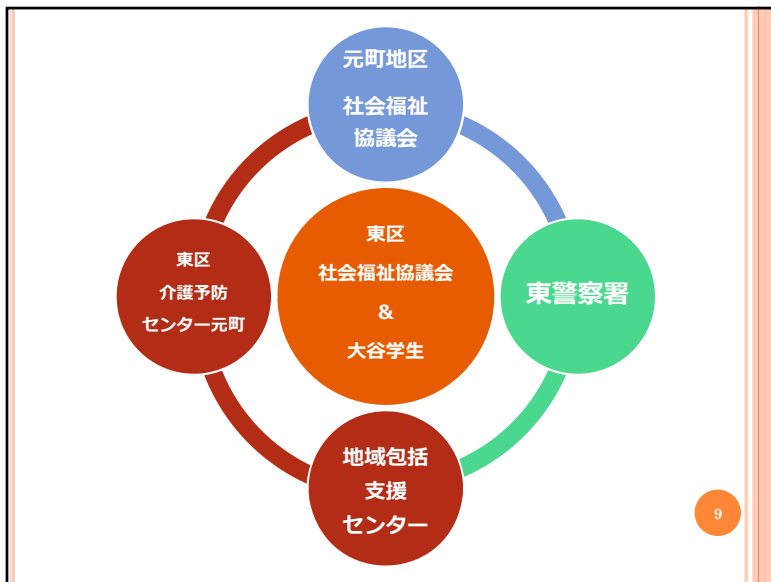 元町地区
社会福祉
協議会
東区
社会福祉協議会
&
大谷学生
東警察署
東区
介護予防
センター元町
地域包括
支援
センター
9